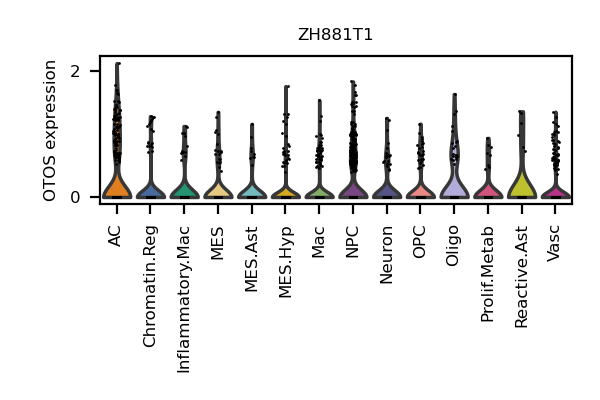 ZH881T1
OTOS expression
2
0
AC
Chromatin.Reg
Inflammatory.Mac
MES
MES.Ast
MES.Hyp
Mac
NPC
Neuron
OPC
Oligo
Prolif.Metab
Reactive.Ast
Vasc